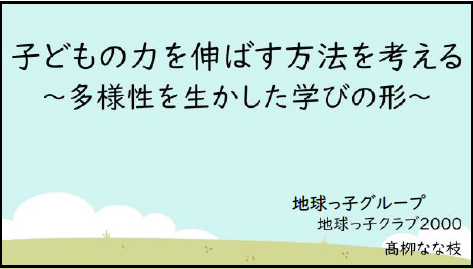 子どもの力を伸ばす方法を考える
～多様性を生かした学びの形～
地球っ子グループ
地球っ子クラブ2000
髙栁なな枝